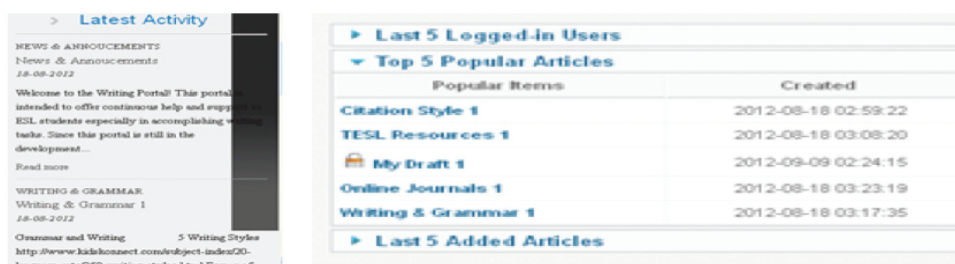 > Latest Activity
NEWS & ANNOUCEMENTS
News & Annoucements
18-08-2012
Welcome to the Writing Portal! This portal is
intended to offer continuous help and support to
ESL students especially in accomplishing writing
tasks. Since this portal is still in the
development...
Read more
WRITING & GRAMMAR
Writing & Grammar 1
18-08-2012
Grammar and Writing 5 Writing Styles
http://www.kidskonnect.com/subject-index/20-
Last 5 Logged-in Users
Top 5 Popular Articles
Popular Items Created
Citation Style 1 2012-08-18 02:59:22
TESL Resources 1 2012-08-18 03:08:20
My Draft 1 2012-09-09 02:24:15
Online Journals 1 2012-08-18 03:23:19
Writing & Grammar 1 2012-08-18 03:17:35
Last 5 Added Articles